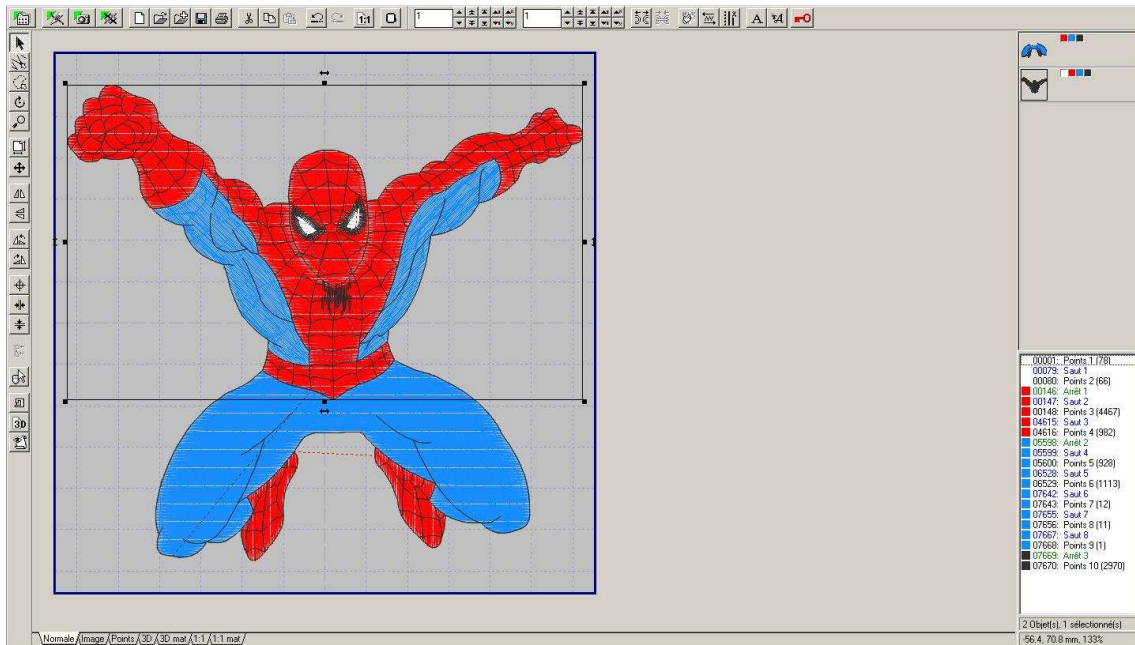 1:1
1
1
A
A
3D
00001: Points 1 (78)
00079: Saut 1
00080: Points 2 (66)
00146: Arrêt 1
00147: Saut 2
00148: Points 3 (4467)
04615: Saut 3
04616: Points 4 (982)
05598: Arrêt 2
05599: Saut 4
05600: Points 5 (928)
06528: Saut 5
06529: Points 6 (1113)
07642: Saut 6
07643: Points 7 (12)
07655: Saut 7
07656: Points 8 (11)
07667: Saut 8
07668: Points 9 (1)
07669: Arrêt 3
07670: Points 10 (2970)
2 Objet(s), 1 sélectionné(s)
-56.4, 70.8 mm, 133%
Normale / Image / Points / 3D / 3D mat / 1:1 / 1:1 mat /